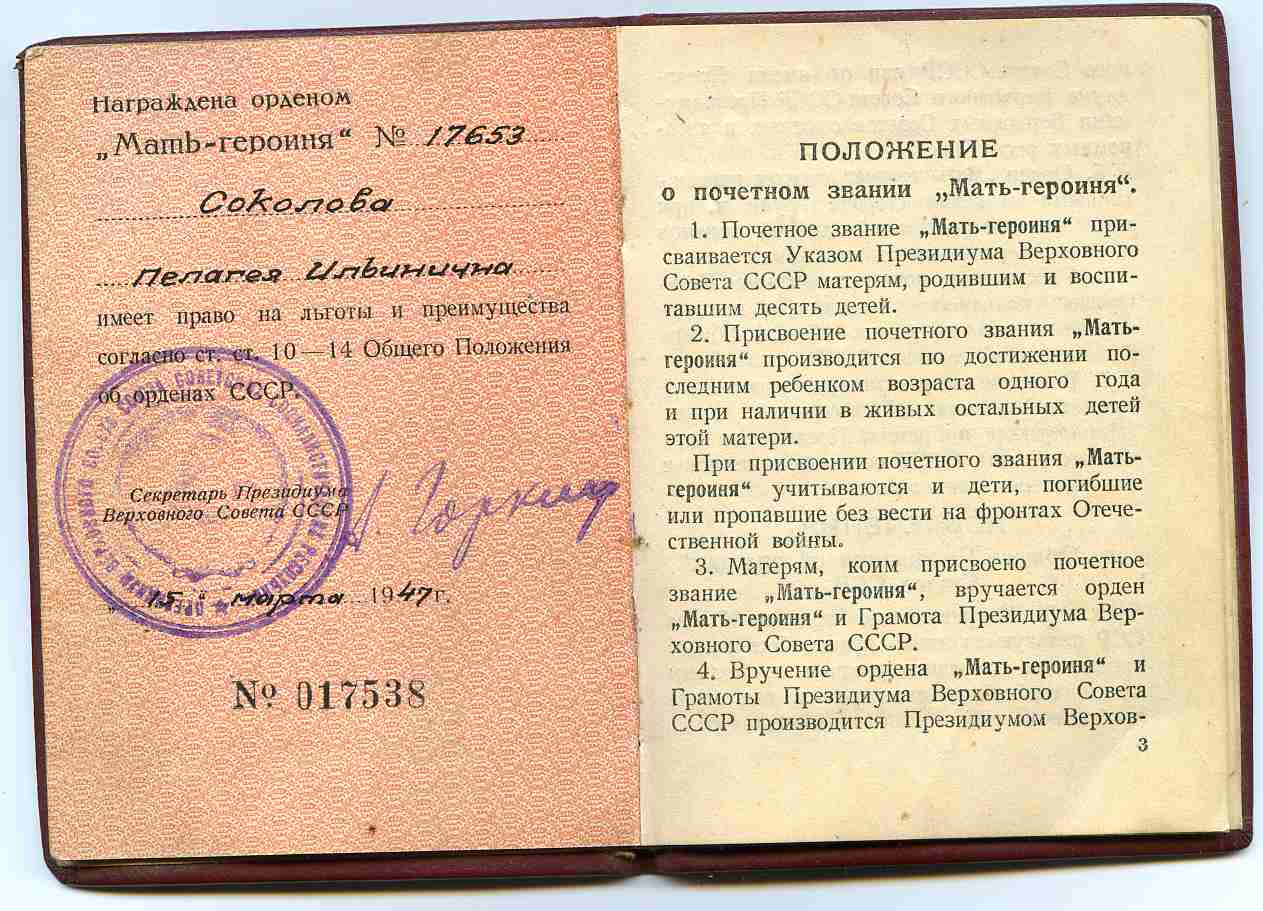 Награждена орденом
„Мать-героиня“ № 17653
Соколова
Пелагея Ильинична
имеет право на льготы и преимущества
согласно ст. ст. 10—14 Общего Положения
об орденах СССР.
Секретарь Президиума
Верховного Совета СССР
А Горкин
„15“ марта 1947 г.
№ 017538
ПОЛОЖЕНИЕ
о почетном звании „Мать-героиня“.
1. Почетное звание „Мать-героиня“ при-
сваивается Указом Президиума Верховного
Совета СССР матерям, родившим и воспи-
тавшим десять детей.
2. Присвоение почетного звания „Мать-
героиня“ производится по достижении по-
следним ребенком возраста одного года
и при наличии в живых остальных детей
этой матери.
При присвоении почетного звания „Мать-
героиня“ учитываются и дети, погибшие
или пропавшие без вести на фронтах Отече-
ственной войны.
3. Матерям, коим присвоено почетное
звание „Мать-героиня“, вручается орден
„Мать-героиня“ и Грамота Президиума Вер-
ховного Совета СССР.
4. Вручение ордена „Мать-героиня“ и
Грамоты Президиума Верховного Совета
СССР производится Президиумом Верхов-
3